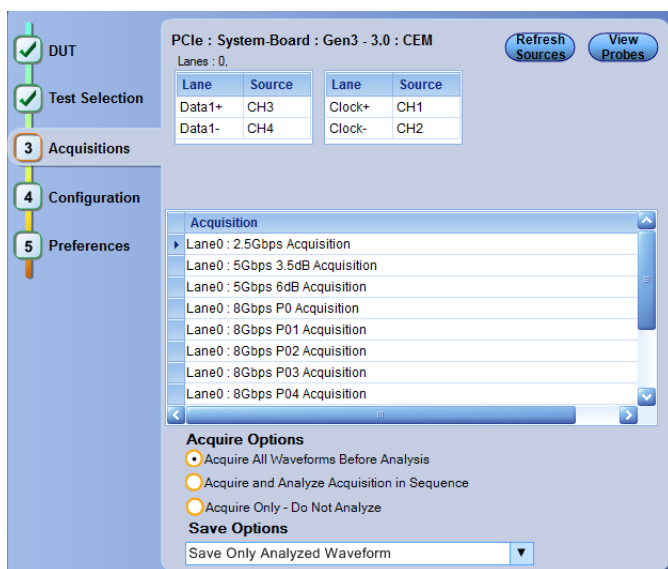 DUT
Test Selection
3 Acquisitions
4 Configuration
5 Preferences
PCIe : System-Board : Gen3 - 3.0 : CEM
Lanes : 0,
Refresh Sources
View Probes
Lane Source
Data1+ CH3
Data1- CH4
Lane Source
Clock+ CH1
Clock- CH2
Acquisition
Lane0 : 2.5Gbps Acquisition
Lane0 : 5Gbps 3.5dB Acquisition
Lane0 : 5Gbps 6dB Acquisition
Lane0 : 8Gbps P0 Acquisition
Lane0 : 8Gbps P01 Acquisition
Lane0 : 8Gbps P02 Acquisition
Lane0 : 8Gbps P03 Acquisition
Lane0 : 8Gbps P04 Acquisition
Acquire Options
Acquire All Waveforms Before Analysis
Acquire and Analyze Acquisition in Sequence
Acquire Only - Do Not Analyze
Save Options
Save Only Analyzed Waveform